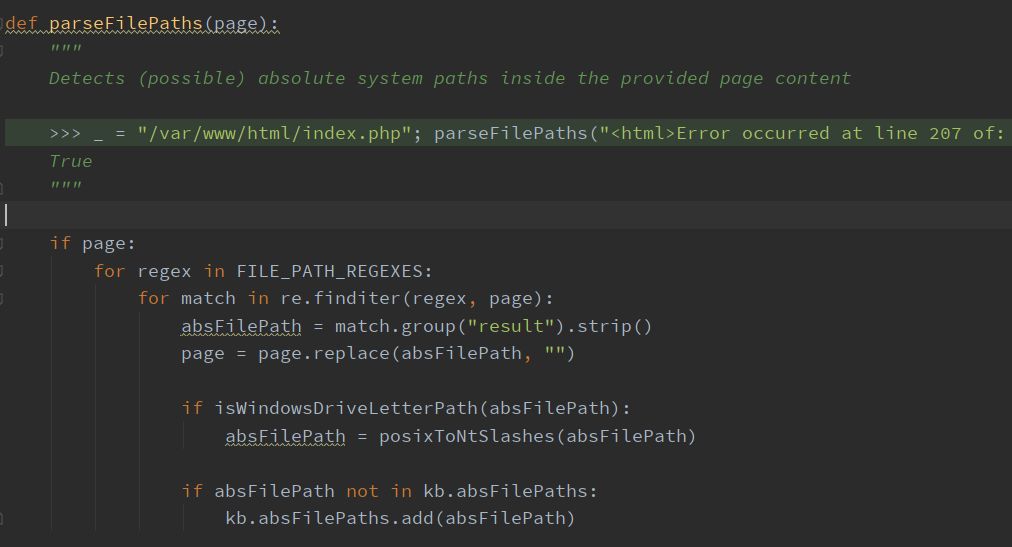 def parseFilePaths(page):
    """
    Detects (possible) absolute system paths inside the provided page content
    >>> _ = "/var/www/html/index.php"; parseFilePaths("<html>Error occurred at line 207 of:
    True
    """
    if page:
        for regex in FILE_PATH_REGEXES:
            for match in re.finditer(regex, page):
                absFilePath = match.group("result").strip()
                page = page.replace(absFilePath, "")
                if isWindowsDriveLetterPath(absFilePath):
                    absFilePath = posixToNtSlashes(absFilePath)
                if absFilePath not in kb.absFilePaths:
                    kb.absFilePaths.add(absFilePath)